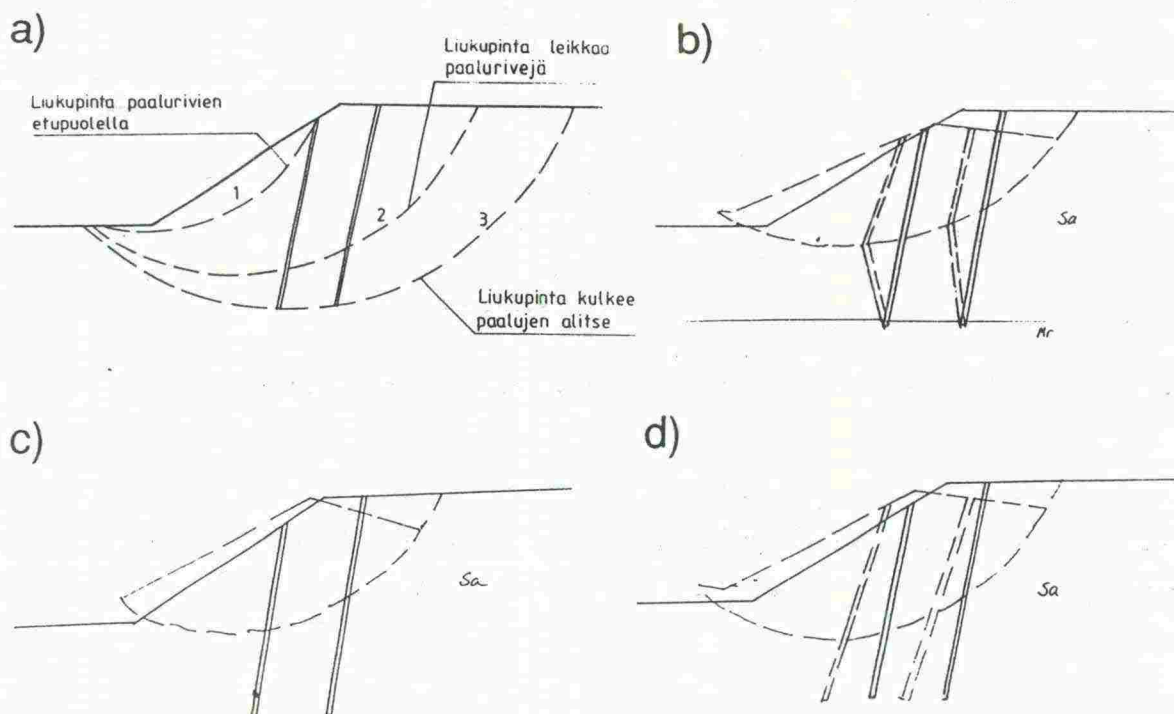 a)
Liukupinta leikkaa
paalurivejä
Liukupinta paalurivien
etupuolella
1
2
3
Liukupinta kulkee
paalujen alitse
b)
Sa
Mr
c)
Sa
d)
Sa